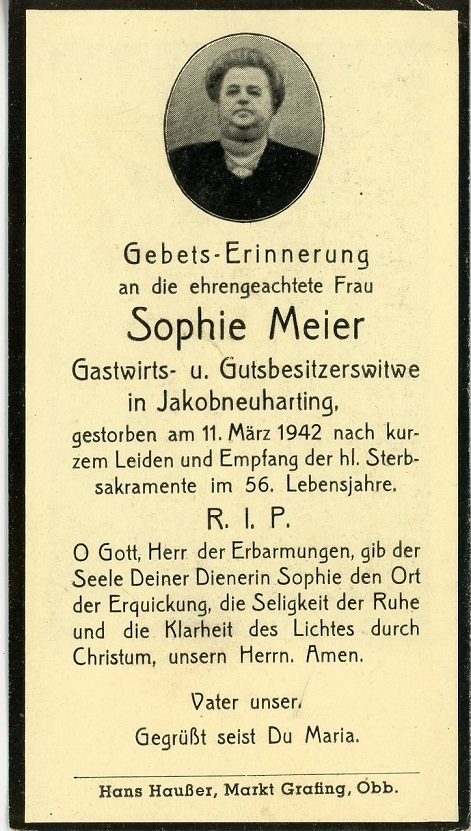 Gebets-Erinnerung
an die ehrengeachtete Frau
Sophie Meier
Gastwirts- u. Gutsbesitzerswitwe
in Jakobneuharting,
gestorben am 11. März 1942 nach kur-
zem Leiden und Empfang der hl. Sterb-
sakramente im 56. Lebensjahre.
R. I. P.
O Gott, Herr der Erbarmungen, gib der
Seele Deiner Dienerin Sophie den Ort
der Erquickung, die Seligkeit der Ruhe
und die Klarheit des Lichtes durch
Christum, unsern Herrn. Amen.
Vater unser.
Gegrüßt seist Du Maria.
Hans Haußer, Markt Grafing, Obb.